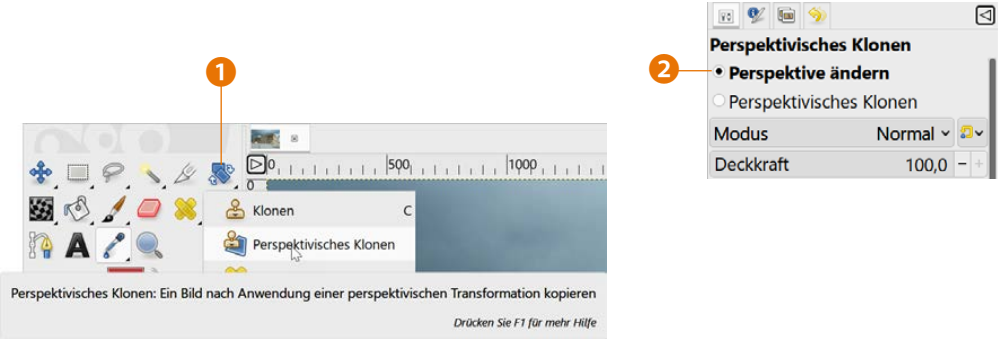 1
0
500
1000
0
Klonen C
Perspektivisches Klonen
Perspektivisches Klonen: Ein Bild nach Anwendung einer perspektivischen Transformation kopieren
Drücken Sie F1 für mehr Hilfe
2
Perspektivisches Klonen
Perspektive ändern
Perspektivisches Klonen
Modus Normal
Deckkraft 100,0 - +